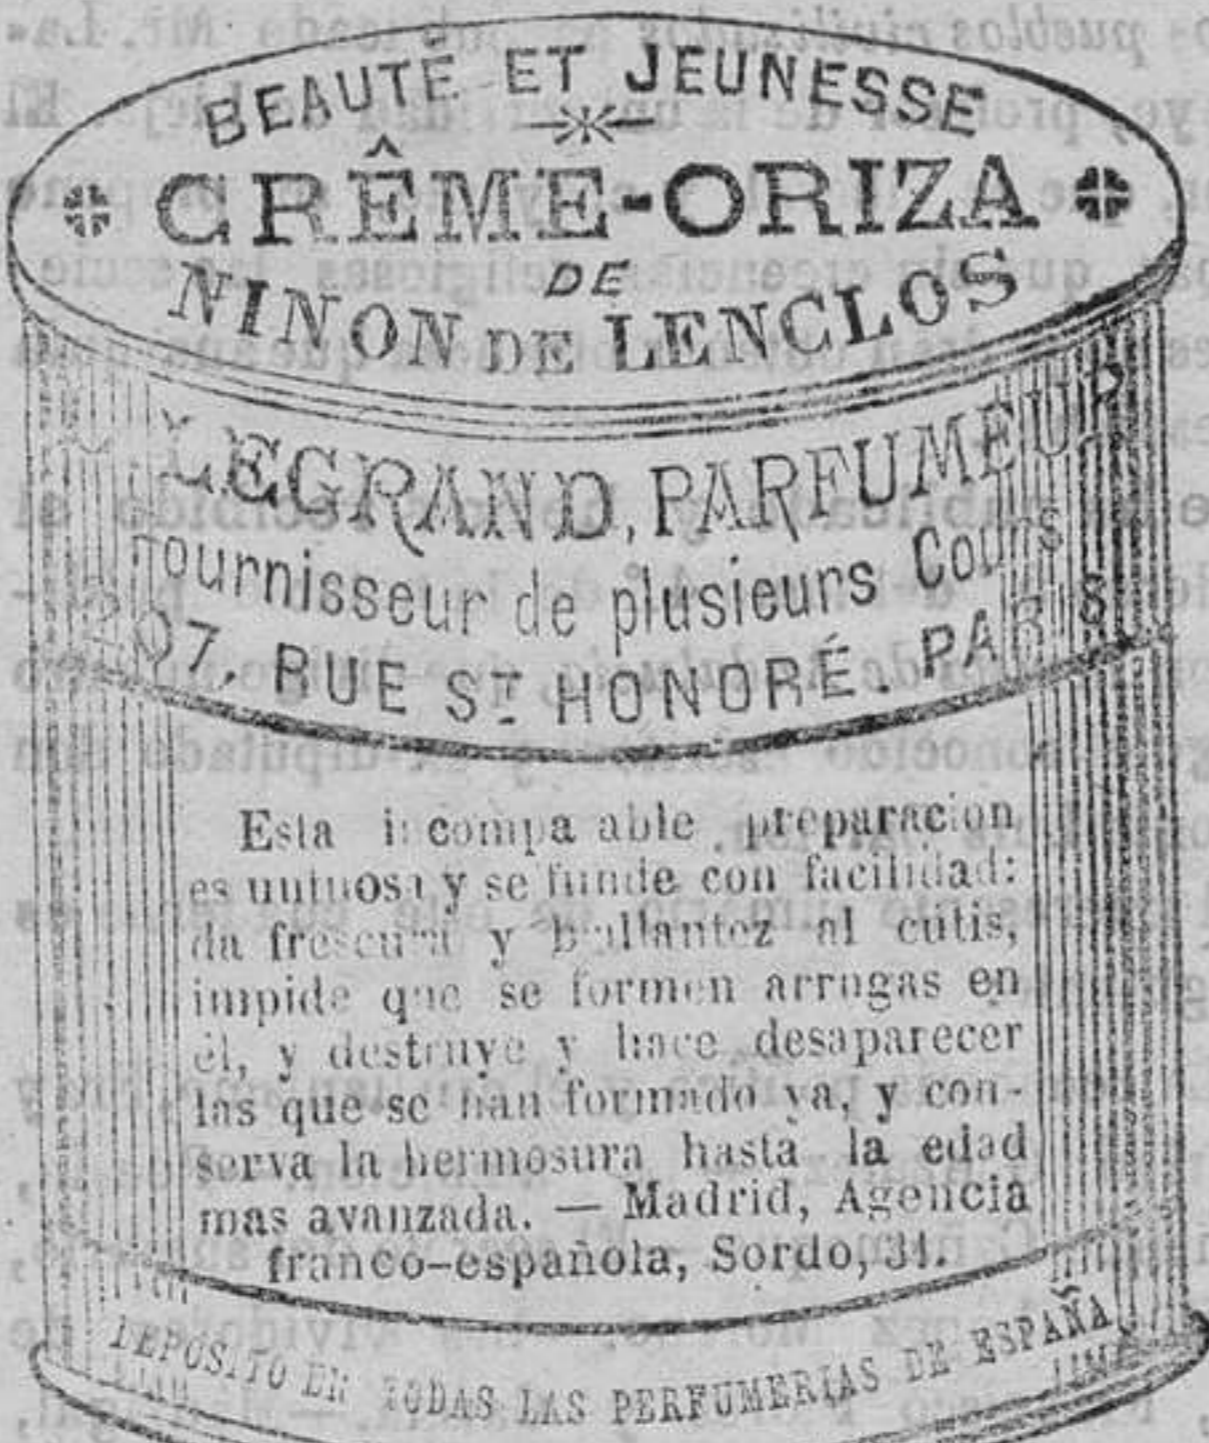 BEAUTÉ ET JEUNESSE
CRÊME-ORIZA
DE
NINON DE LENCLOS
LEGRAND, PARFUMEUR
Fournisseur de plusieurs Cours
207, RUE ST HONORÉ. PARIS
Esta incomparable preparacion
es untuosa y se funde con facilidad:
da frescura y brillantez al cútis,
impide que se formen arrugas en
él, y destruye y hace desaparecer
las que se han formado ya, y con-
serva la hermosura hasta la edad
mas avanzada. — Madrid, Agencia
franco-española, Sordo, 31.
DEPOSITO EN TODAS LAS PERFUMERIAS DE ESPAÑA